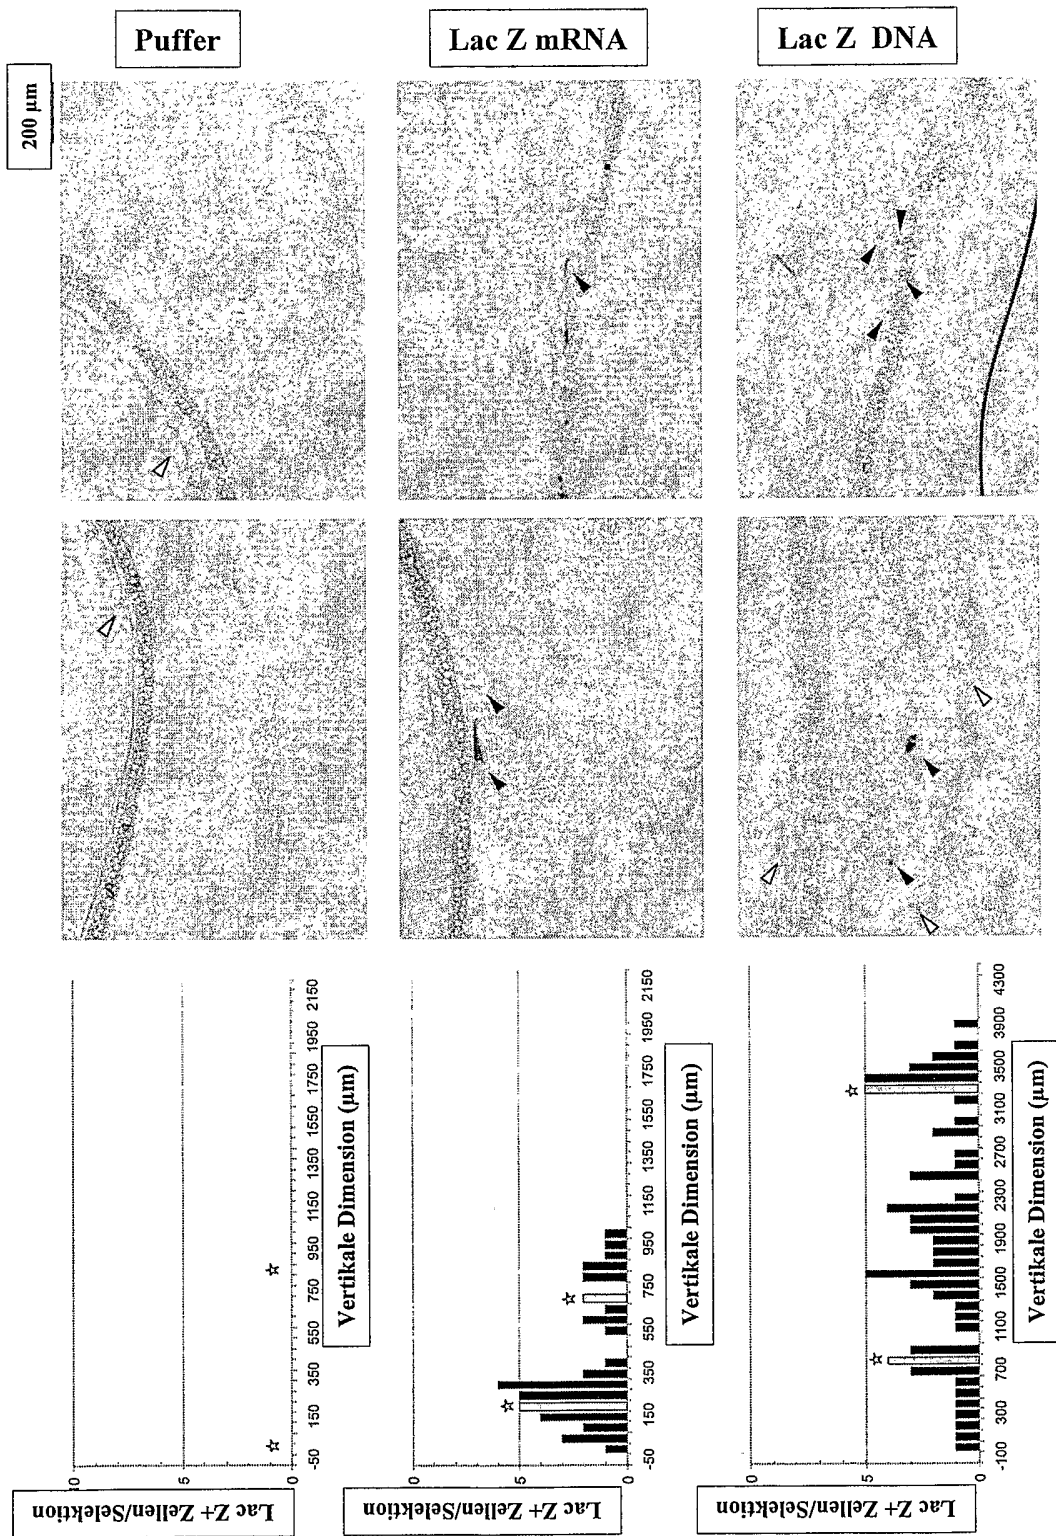 200 µm
Puffer
Lac Z mRNA
Lac Z DNA
Lac Z+ Zellen/Selektion
10
5
0
-50 150 350 550 750 950 1150 1350 1550 1750 1950 2150
Vertikale Dimension (µm)
Lac Z+ Zellen/Selektion
5
0
-50 150 350 550 750 950 1150 1350 1550 1750 1950 2150
Vertikale Dimension (µm)
Lac Z+ Zellen/Selektion
5
0
-100 300 700 1100 1500 1900 2300 2700 3100 3500 3900 4300
Vertikale Dimension (µm)